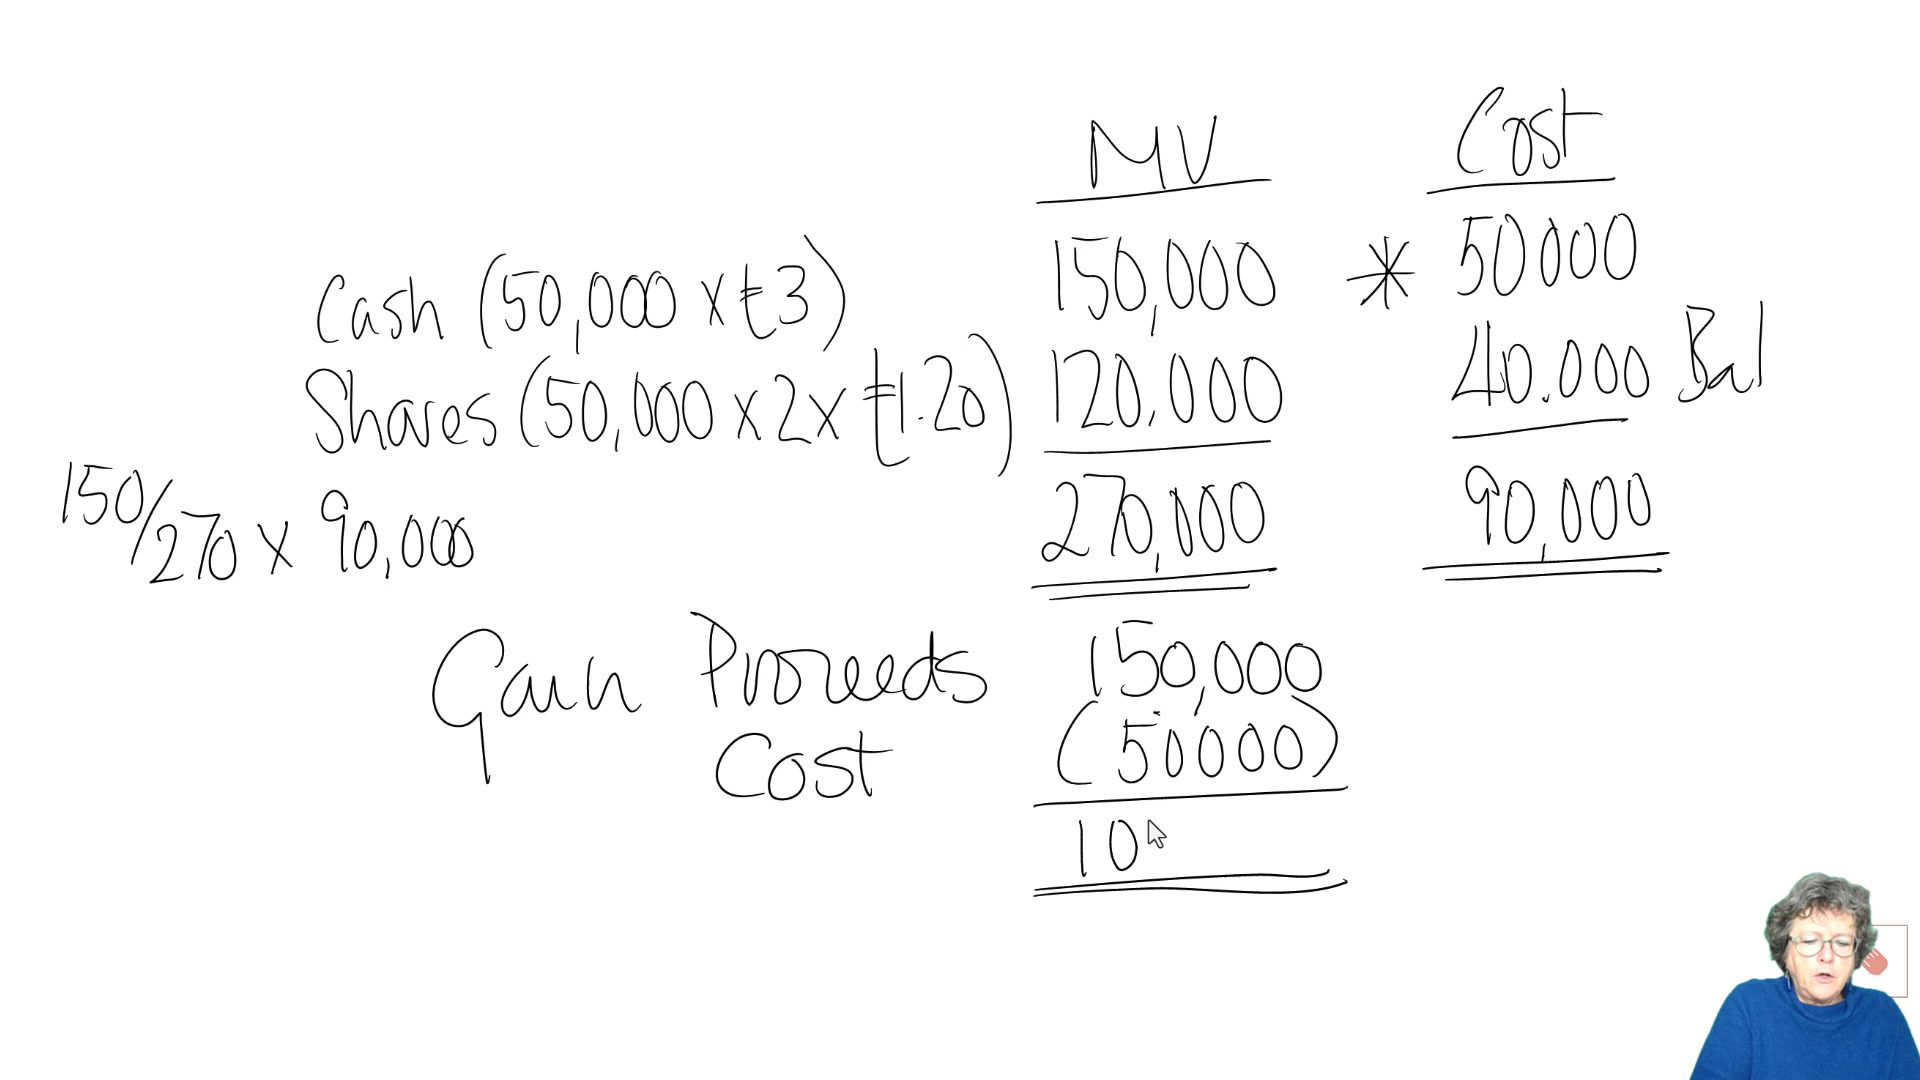 MV Cost
Cash (50,000 x £3) 150,000 * 50000
Shares (50,000 x 2 x £1.20) 120,000 40.000 Bal
150/270 x 90,000 270,000 90,000
Gain Proceeds 150,000
Cost (50000)
10